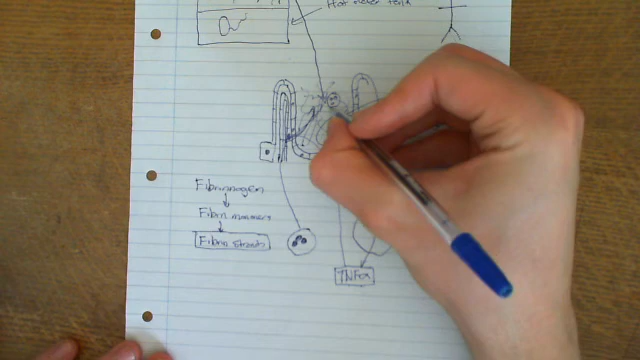 Fibrinogen
Fibrin monomers
Fibrin strands
TNFα